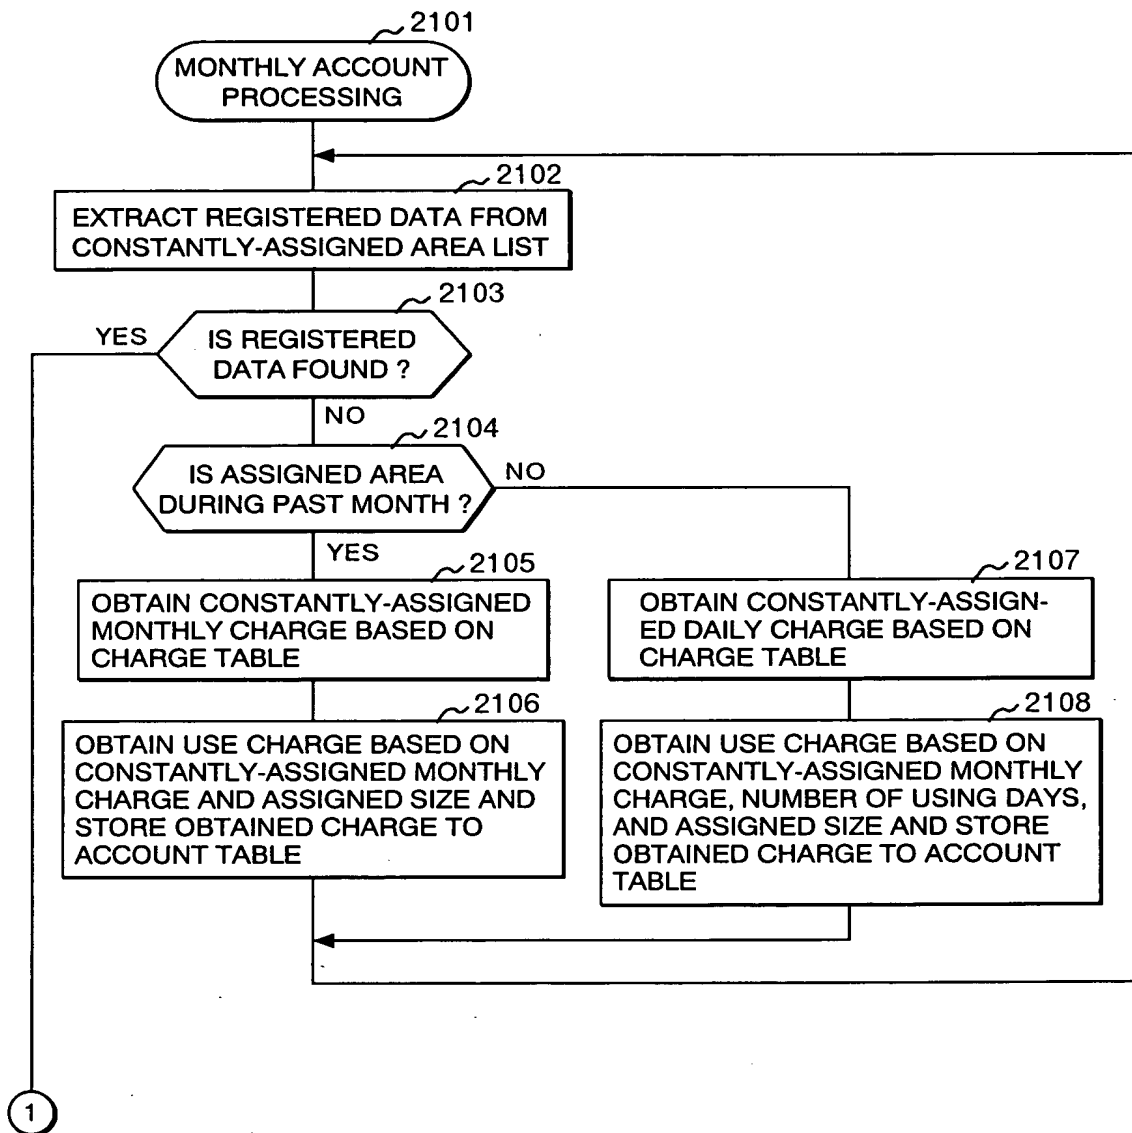 2101
MONTHLY ACCOUNT
PROCESSING
2102
EXTRACT REGISTERED DATA FROM
CONSTANTLY-ASSIGNED AREA LIST
2103
YES
IS REGISTERED
DATA FOUND ?
NO
2104
IS ASSIGNED AREA
DURING PAST MONTH ?
NO
YES
2105
OBTAIN CONSTANTLY-ASSIGNED
MONTHLY CHARGE BASED ON
CHARGE TABLE
2107
OBTAIN CONSTANTLY-ASSIGN-
ED DAILY CHARGE BASED ON
CHARGE TABLE
2106
OBTAIN USE CHARGE BASED ON
CONSTANTLY-ASSIGNED MONTHLY
CHARGE AND ASSIGNED SIZE AND
STORE OBTAINED CHARGE TO
ACCOUNT TABLE
2108
OBTAIN USE CHARGE BASED ON
CONSTANTLY-ASSIGNED MONTHLY
CHARGE, NUMBER OF USING DAYS,
AND ASSIGNED SIZE AND STORE
OBTAINED CHARGE TO ACCOUNT
TABLE
1